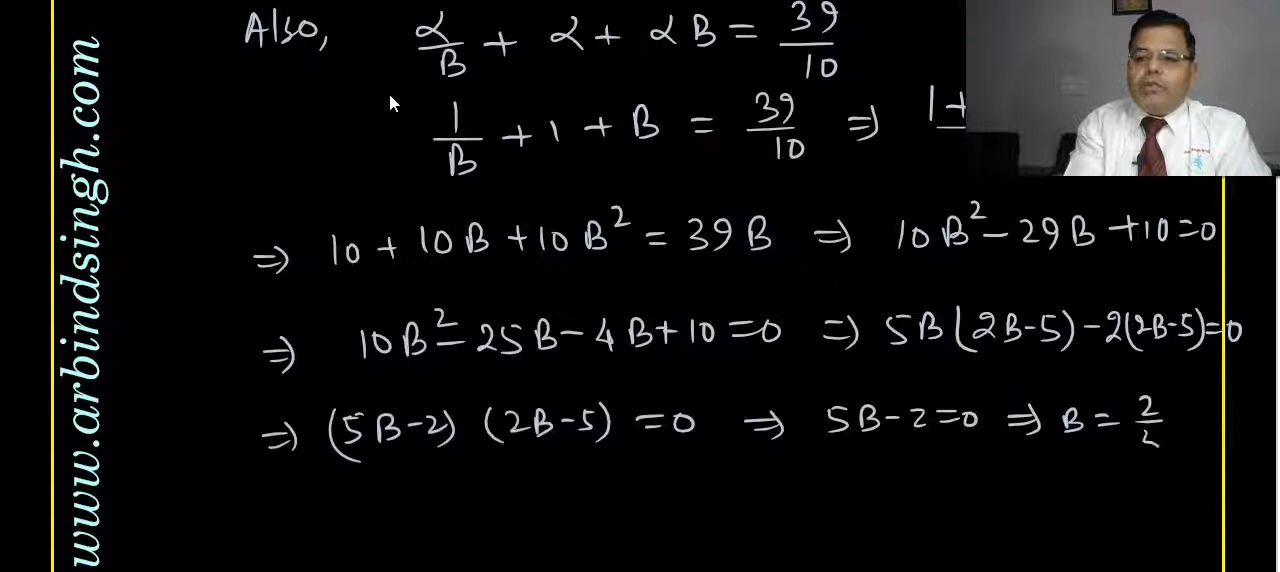 Also, α/B + α + αB = 39/10
1/B + 1 + B = 39/10 ⇒ 1+
⇒ 10 + 10B + 10B² = 39B ⇒ 10B² - 29B + 10 = 0
⇒ 10B² - 25B - 4B + 10 = 0 ⇒ 5B(2B-5) - 2(2B-5) = 0
⇒ (5B-2) (2B-5) = 0 ⇒ 5B-2=0 ⇒ B = 2/
www.arbindsingh.com